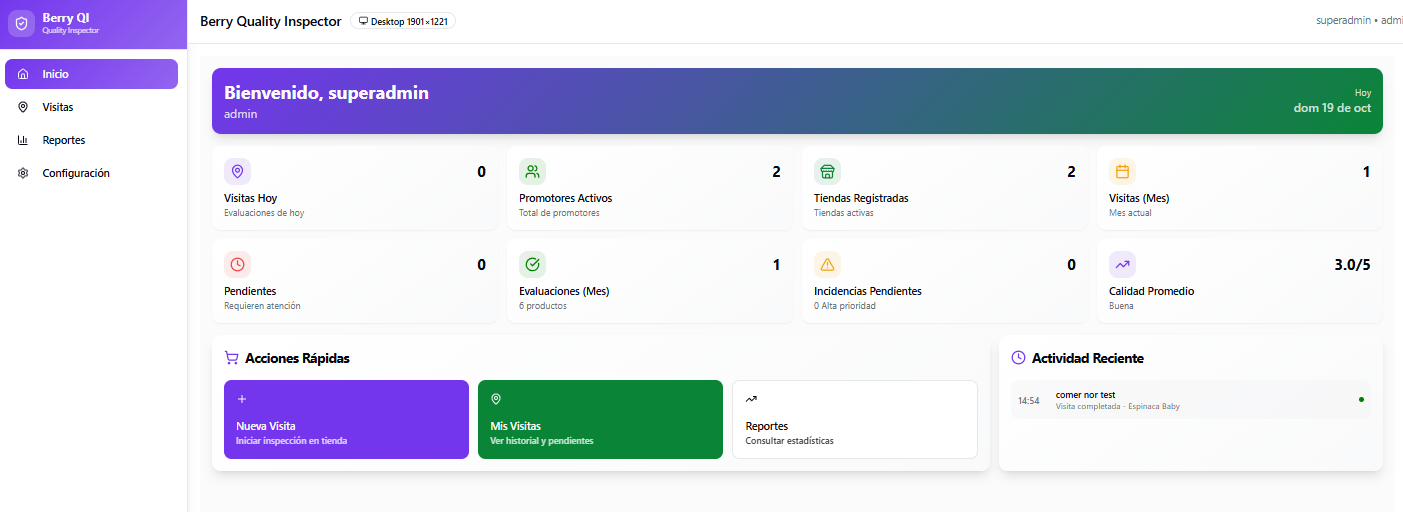 Berry QI
Quality Inspector
Inicio
Visitas
Reportes
Configuración
Berry Quality Inspector
Desktop 1901×1221
superadmin • admi
Bienvenido, superadmin
admin
Hoy
dom 19 de oct
0
Visitas Hoy
Evaluaciones de hoy
2
Promotores Activos
Total de promotores
2
Tiendas Registradas
Tiendas activas
1
Visitas (Mes)
Mes actual
0
Pendientes
Requieren atención
1
Evaluaciones (Mes)
6 productos
0
Incidencias Pendientes
0 Alta prioridad
3.0/5
Calidad Promedio
Buena
Acciones Rápidas
Nueva Visita
Iniciar inspección en tienda
Mis Visitas
Ver historial y pendientes
Reportes
Consultar estadísticas
Actividad Reciente
14:54
comer nor test
Visita completada - Espinaca Baby